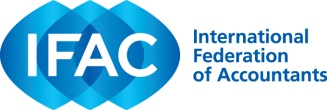 IFAC
International
Federation
of Accountants